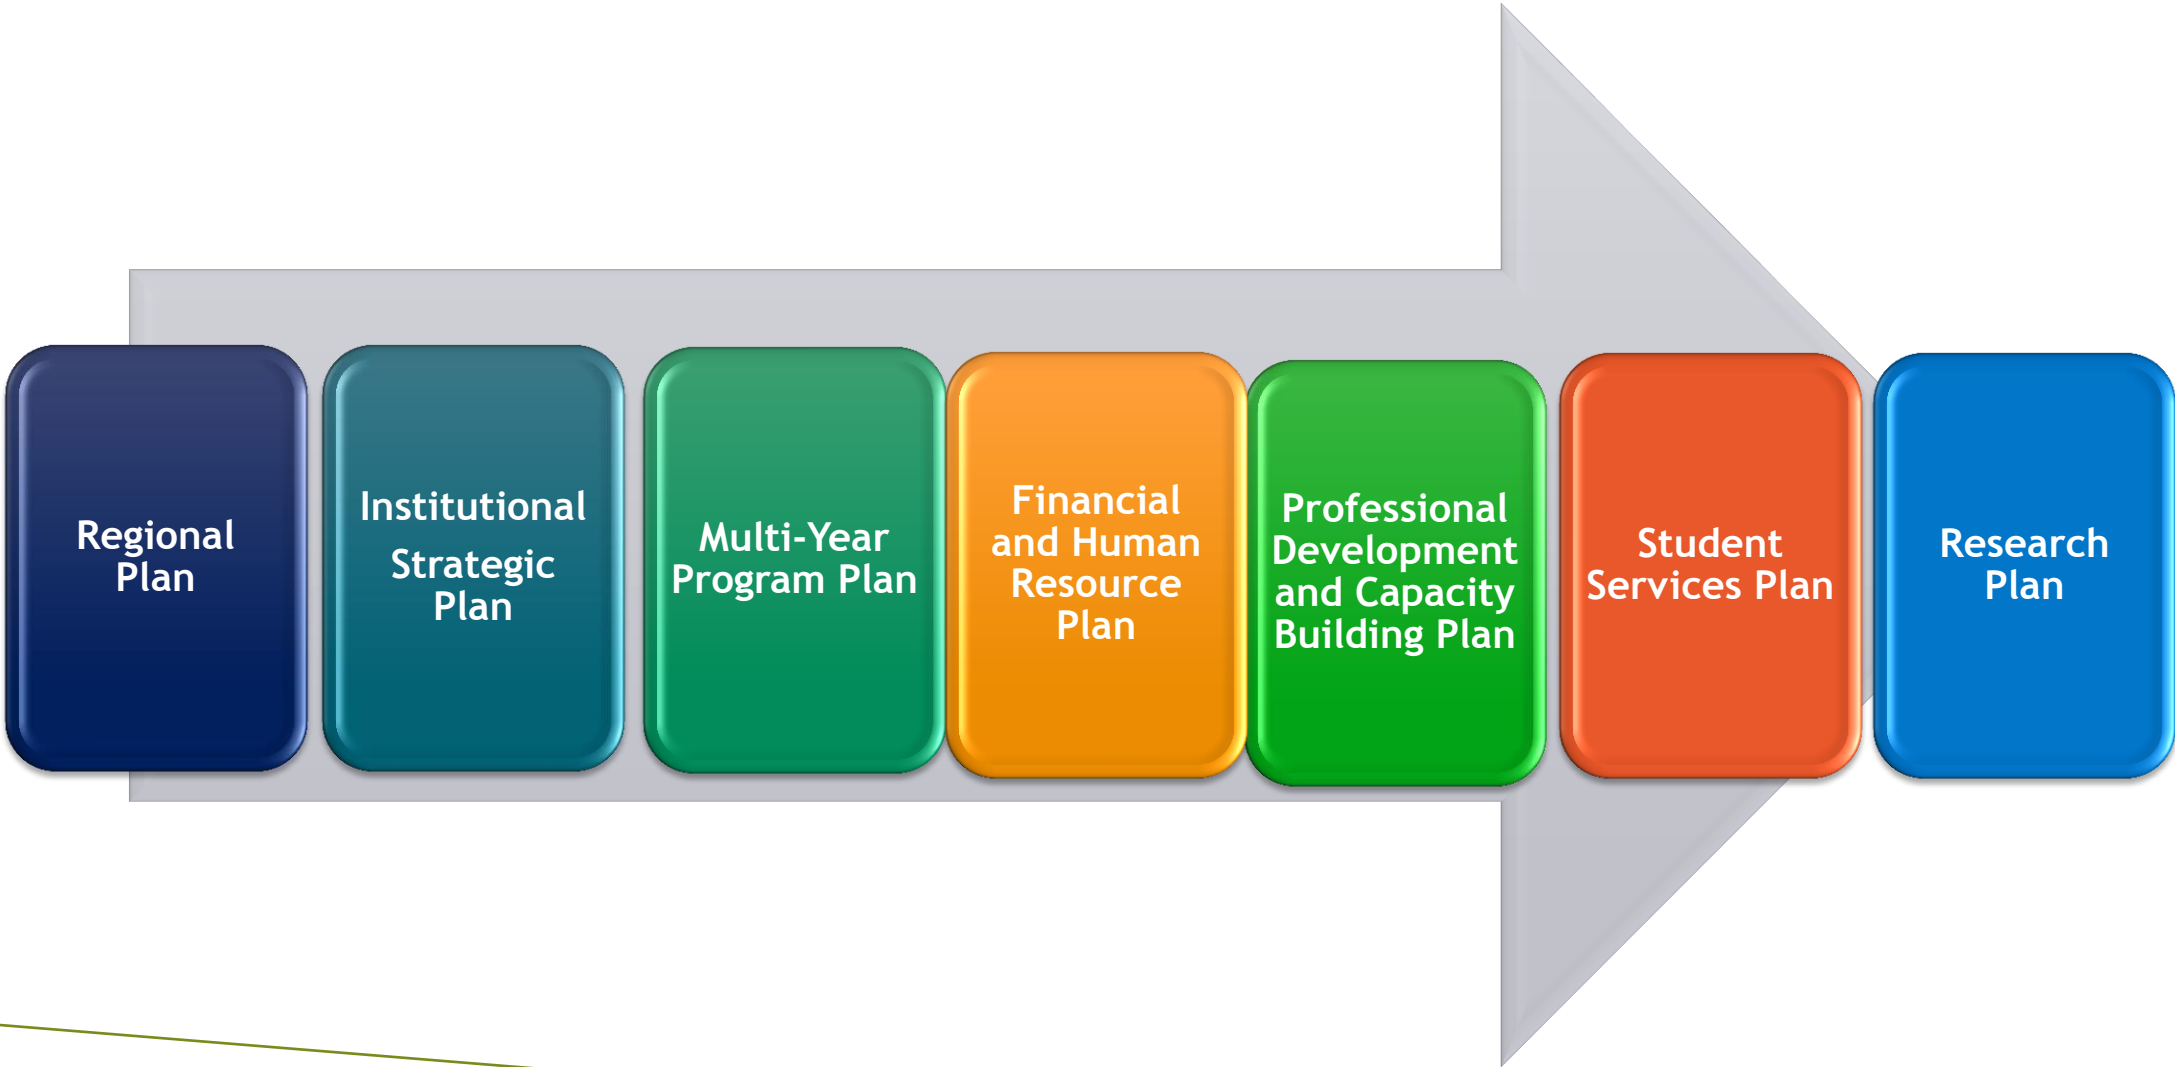 Regional
Plan
Institutional
Strategic
Plan
Multi-Year
Program Plan
Financial
and Human
Resource
Plan
Professional
Development
and Capacity
Building Plan
Student
Services Plan
Research
Plan